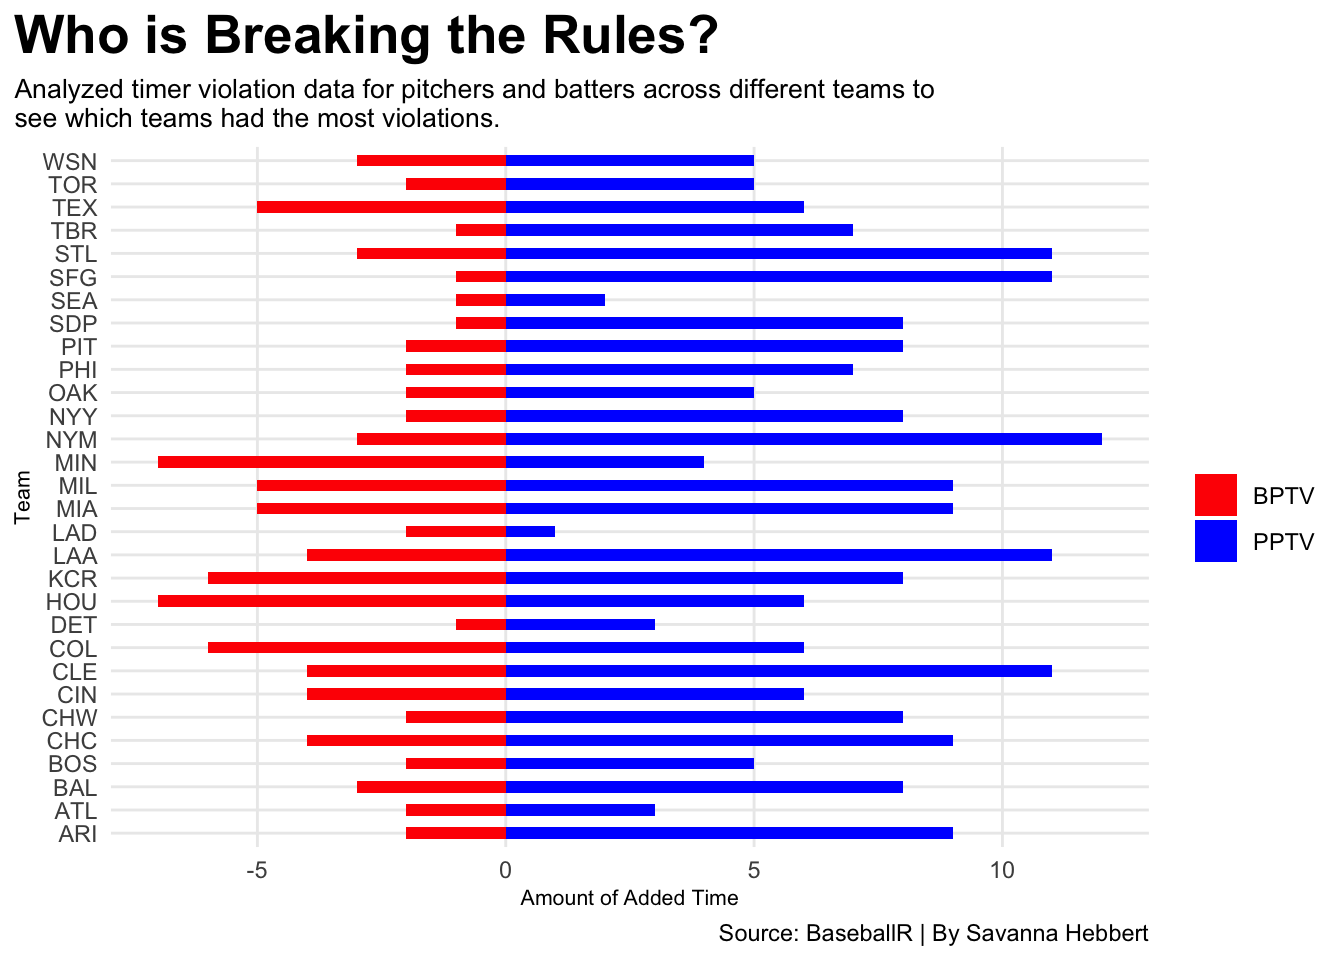 Who is Breaking the Rules?
Analyzed timer violation data for pitchers and batters across different teams to
see which teams had the most violations.
WSN
TOR
TEX
TBR
STL
SFG
SEA
SDP
PIT
PHI
OAK
NYY
NYM
MIN
MIL
MIA
LAD
LAA
KCR
HOU
DET
COL
CLE
CIN
CHW
CHC
BOS
BAL
ATL
ARI
Team
-5 0 5 10
Amount of Added Time
BPTV
PPTV
Source: BaseballR | By Savanna Hebbert